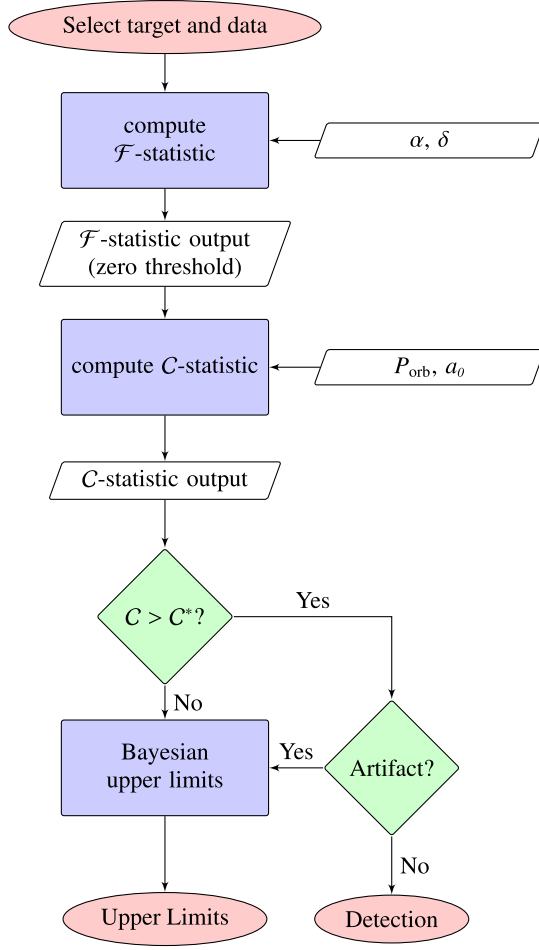 Select target and data
compute
ℱ-statistic
α, δ
ℱ-statistic output
(zero threshold)
compute 𝒞-statistic
P_orb, a_0
𝒞-statistic output
𝒞 > 𝒞*?
Yes
No
Bayesian
upper limits
Yes
Artifact?
No
Upper Limits
Detection